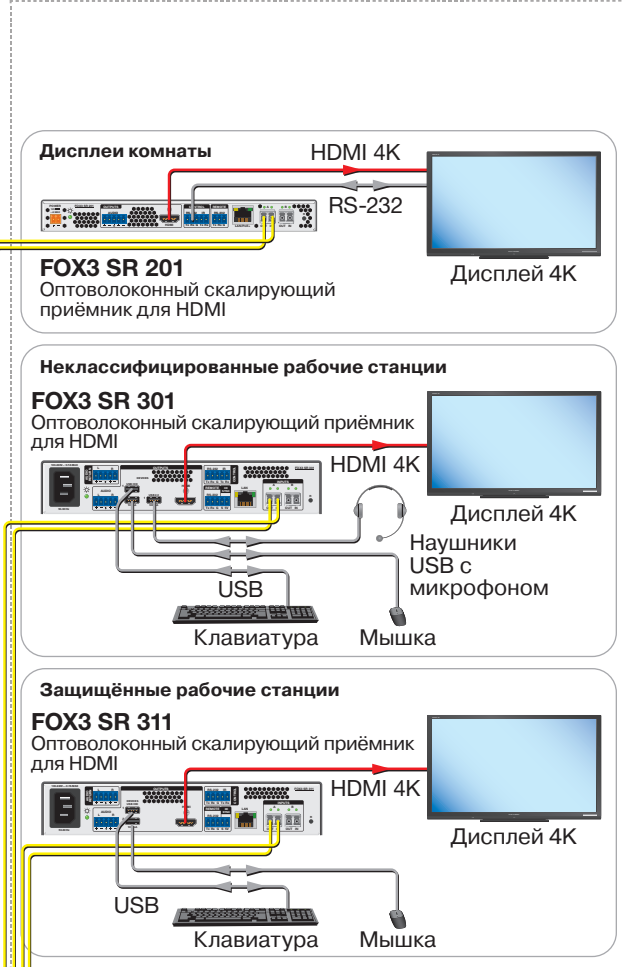 Дисплеи комнаты
HDMI 4K
RS-232
FOX3 SR 201
Оптоволоконный скалирующий
приёмник для HDMI
Дисплей 4K
Неклассифицированные рабочие станции
FOX3 SR 301
Оптоволоконный скалирующий приёмник
для HDMI
HDMI 4K
Дисплей 4K
Наушники
USB с
микрофоном
USB
Клавиатура
Мышка
Защищённые рабочие станции
FOX3 SR 311
Оптоволоконный скалирующий приёмник
для HDMI
HDMI 4K
Дисплей 4K
USB
Клавиатура
Мышка